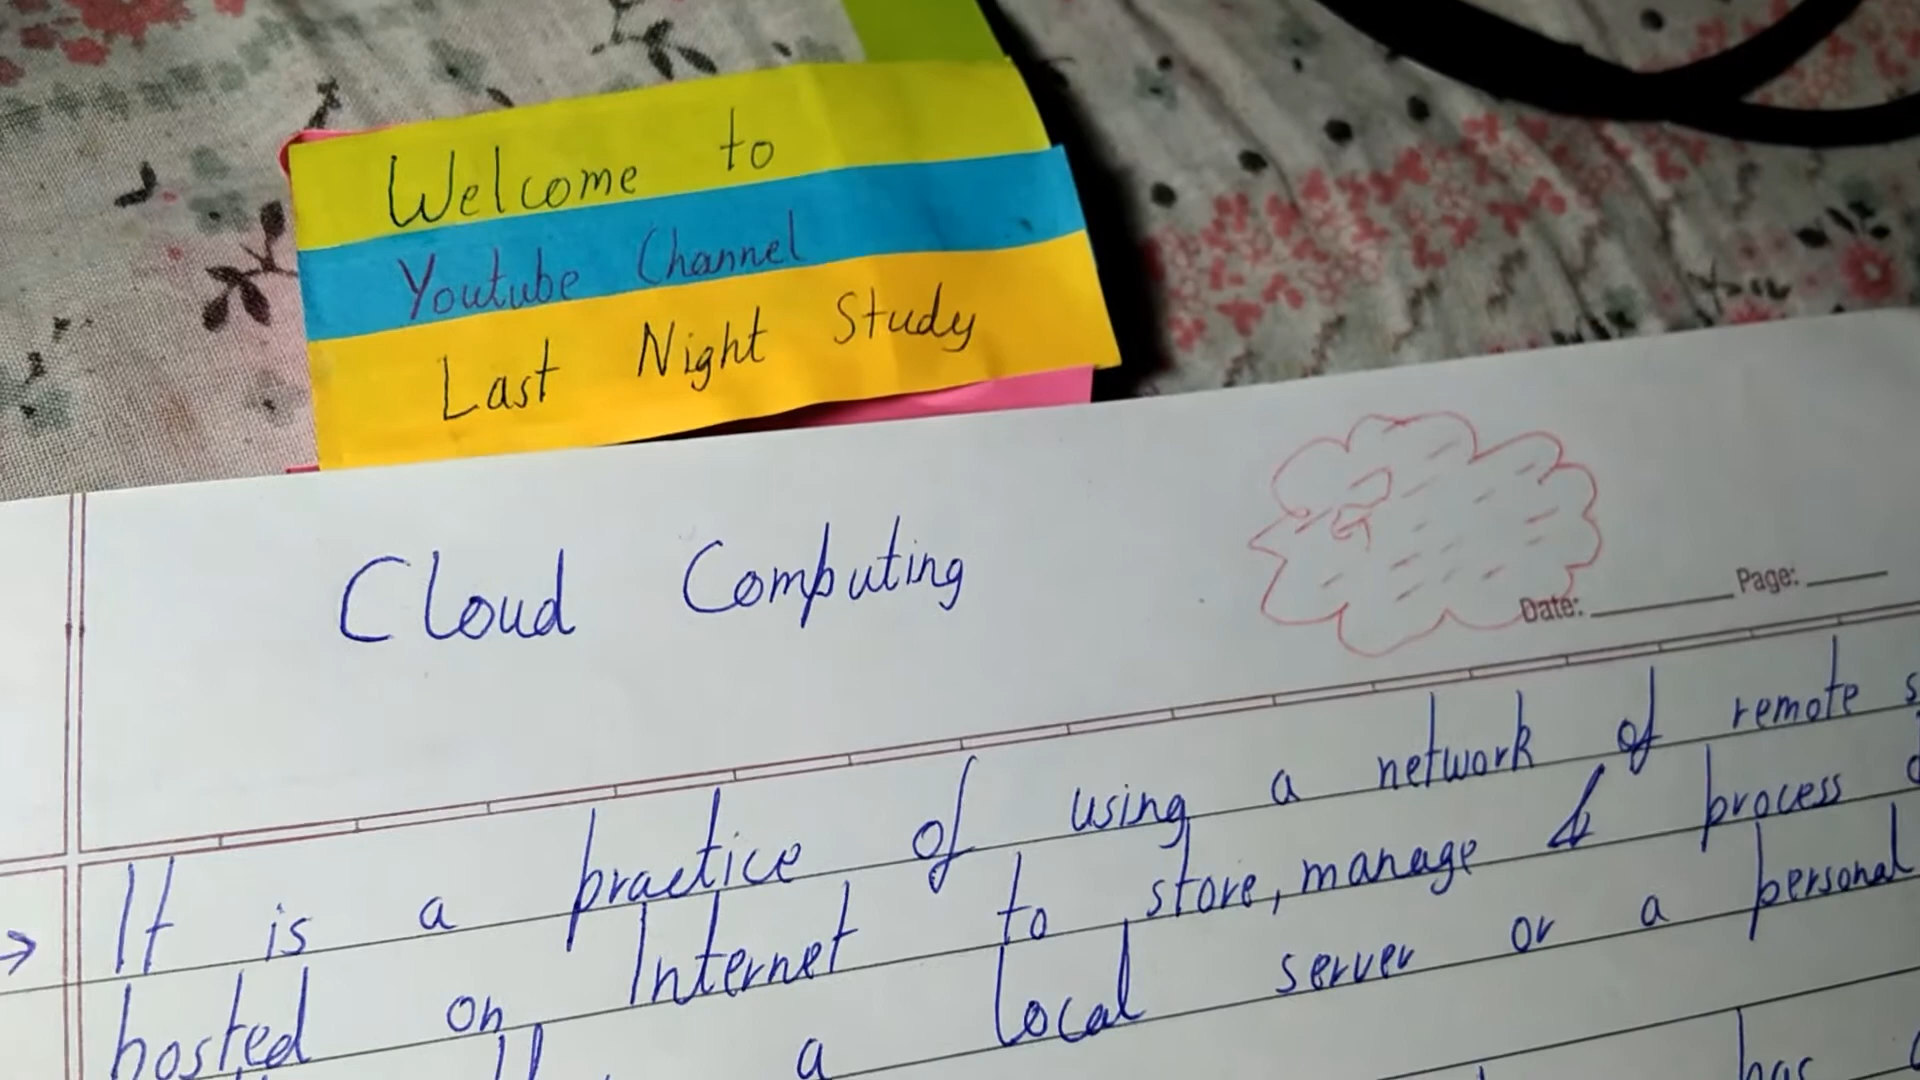 Welcome to
Youtube Channel
Last Night Study
Cloud Computing
Date: Page:
→ It is a practice of using a network of remote
hosted on Internet to store, manage & process
a local server or a personal
has